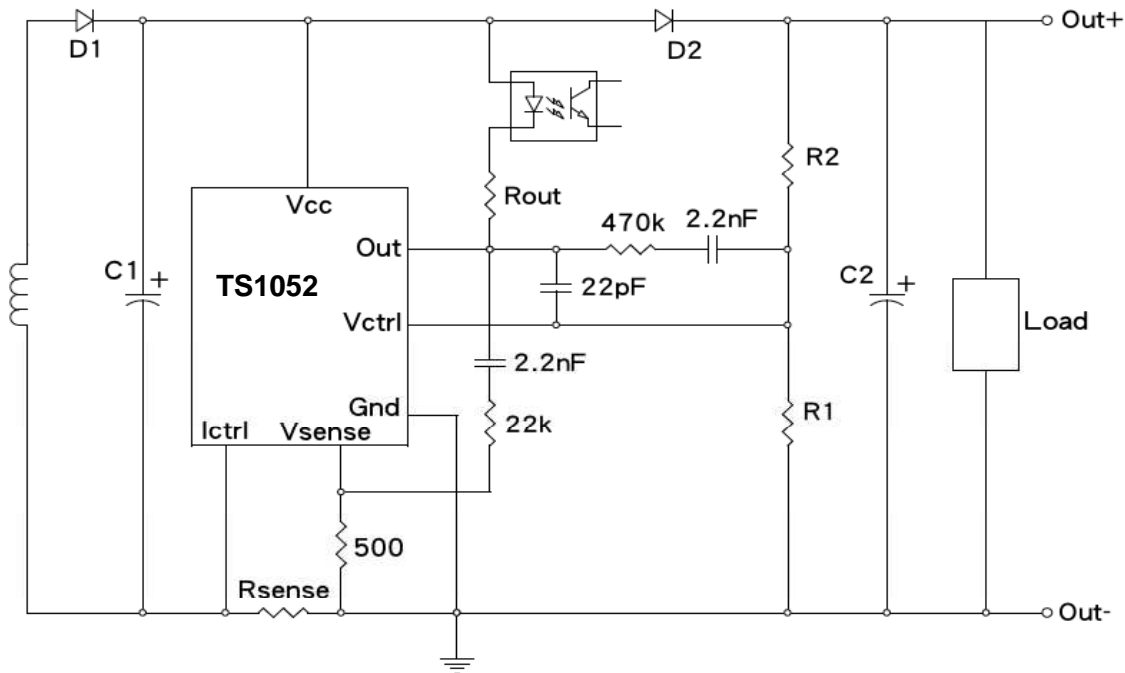 Out+
D1
D2
R2
Vcc
Rout
470k
2.2nF
Out
C1
+
TS1052
22pF
C2
+
Vctrl
Load
2.2nF
Gnd
22k
R1
Ictrl
Vsense
500
Rsense
Out-